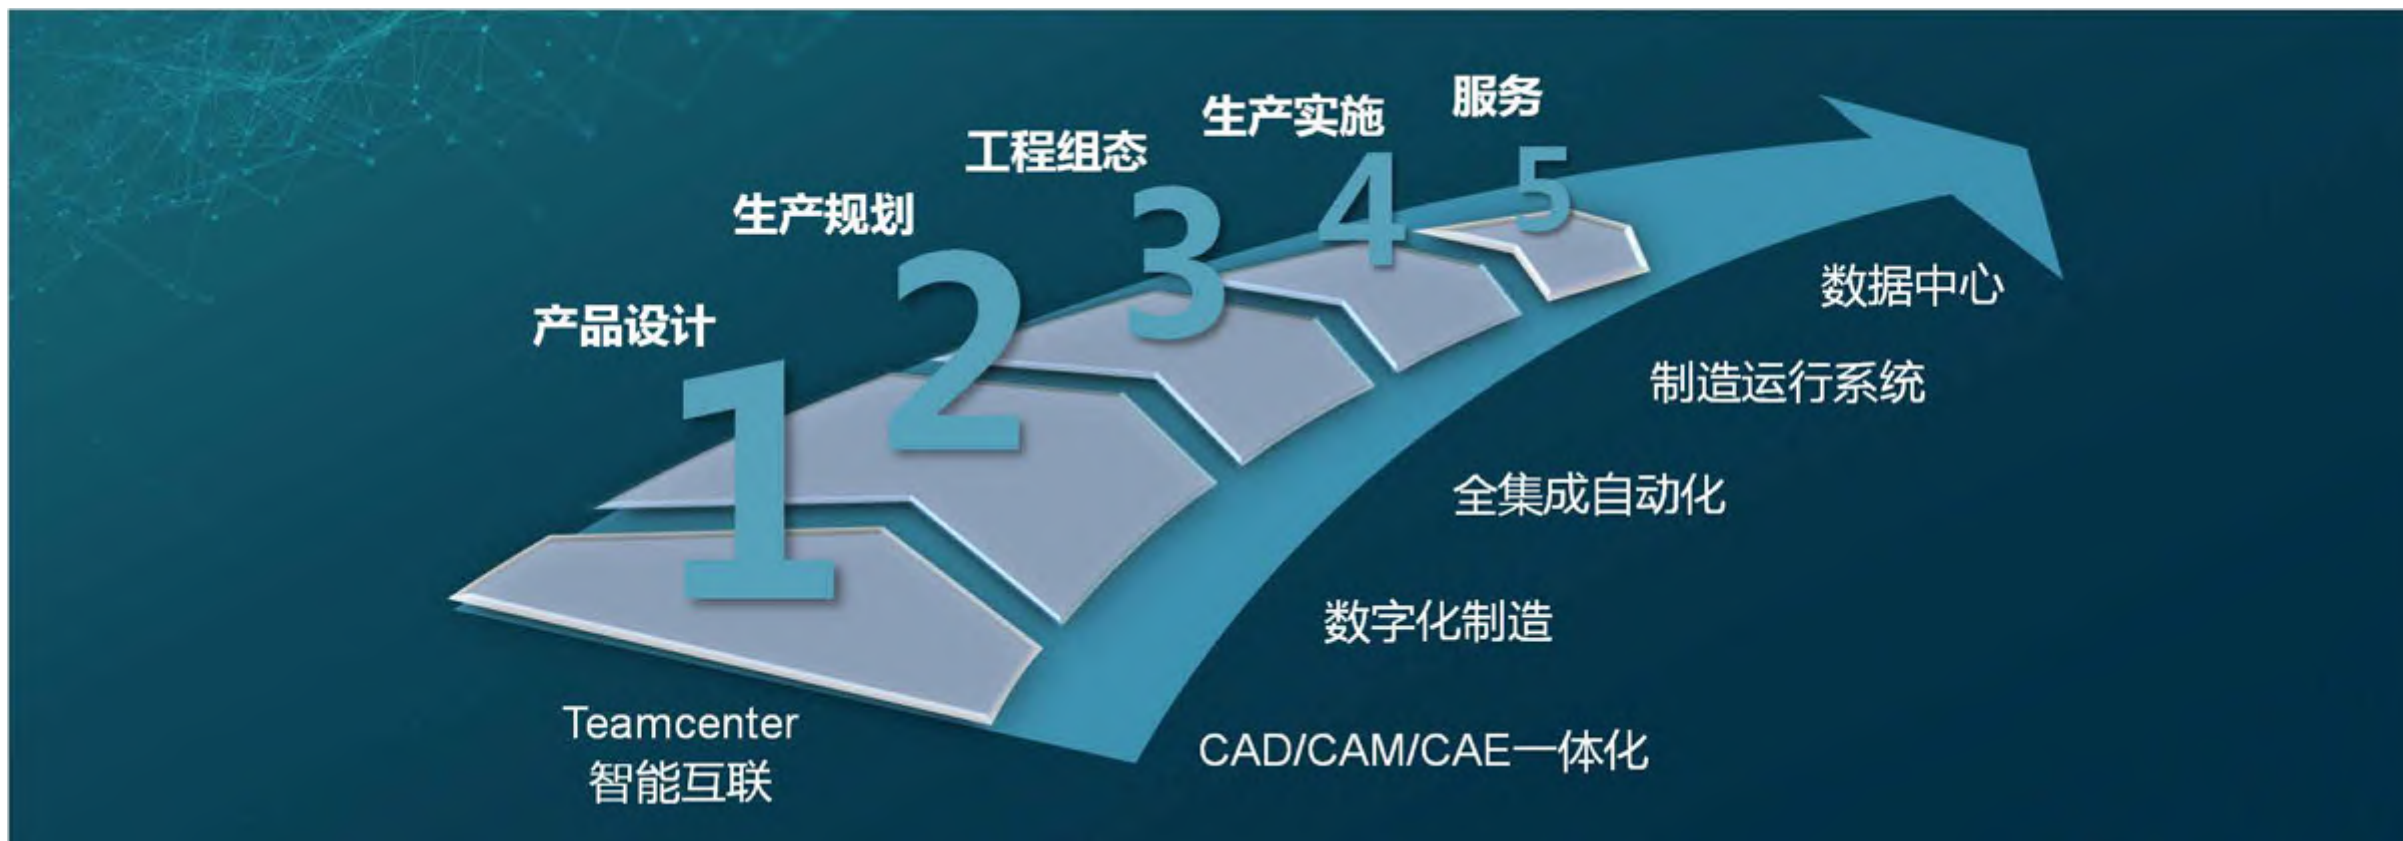 服务
生产实施
工程组态
生产规划
产品设计
5
4
3
2
1
数据中心
制造运行系统
全集成自动化
数字化制造
CAD/CAM/CAE一体化
Teamcenter
智能互联